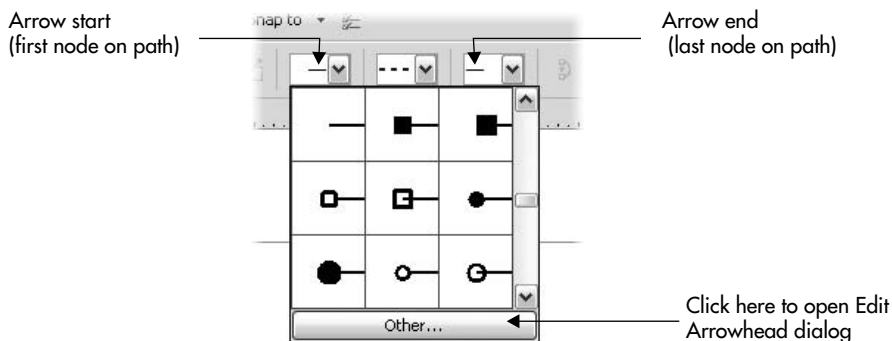 Arrow start
(first node on path)
Snap to
Arrow end
(last node on path)
Other...
Click here to open Edit
Arrowhead dialog